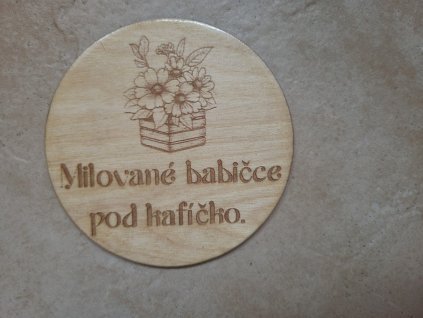 Milované babičce
pod kafíčko.